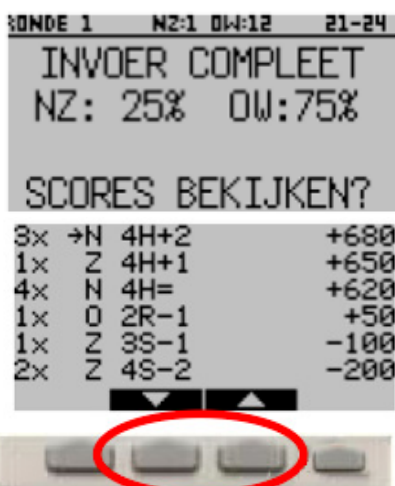 RONDE 1 NZ:1 OW:12 21-24
INVOER COMPLEET
NZ: 25% OW:75%
SCORES BEKIJKEN?
3x →N 4H+2 +680
1x Z 4H+1 +650
4x N 4H= +620
1x O 2R-1 +50
1x Z 3S-1 -100
2x Z 4S-2 -200